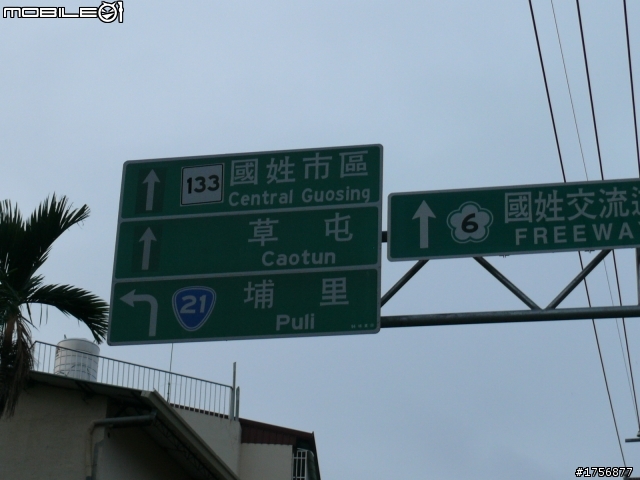 MOBILE01
133 國姓市區
Central Guosing
草屯
Caotun
21 埔里
Puli
6 國姓交流
FREEWA
#1756877